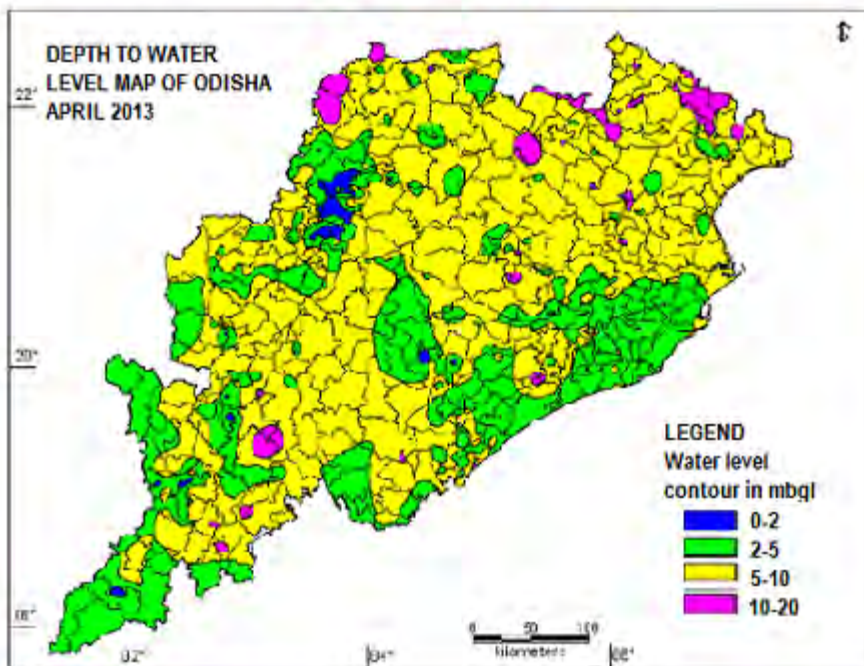 DEPTH TO WATER
LEVEL MAP OF ODISHA
APRIL 2013
22°
20°
LEGEND
Water level
contour in mbgl
0-2
2-5
5-10
10-20
0 50 100
kilometers
82°
84°